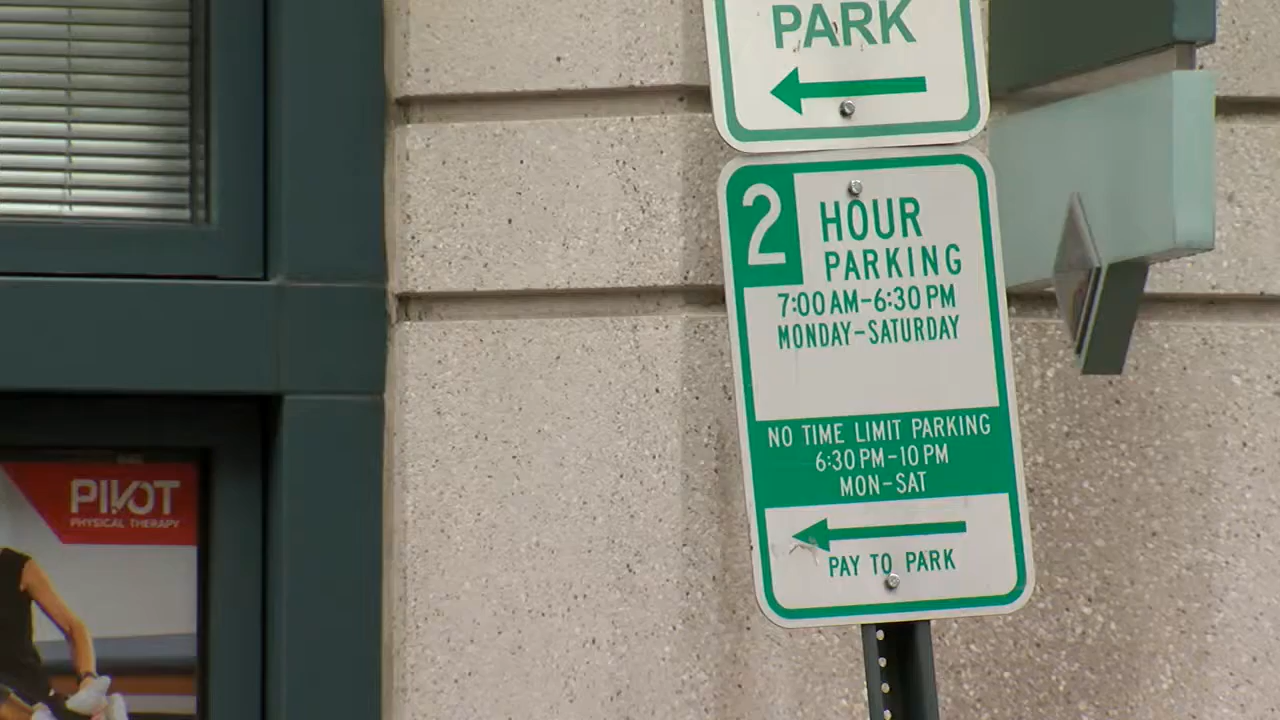 PARK
2 HOUR
PARKING
7:00 AM-6:30 PM
MONDAY-SATURDAY
NO TIME LIMIT PARKING
6:30 PM-10 PM
MON-SAT
PAY TO PARK
PIVOT
PHYSICAL THERAPY